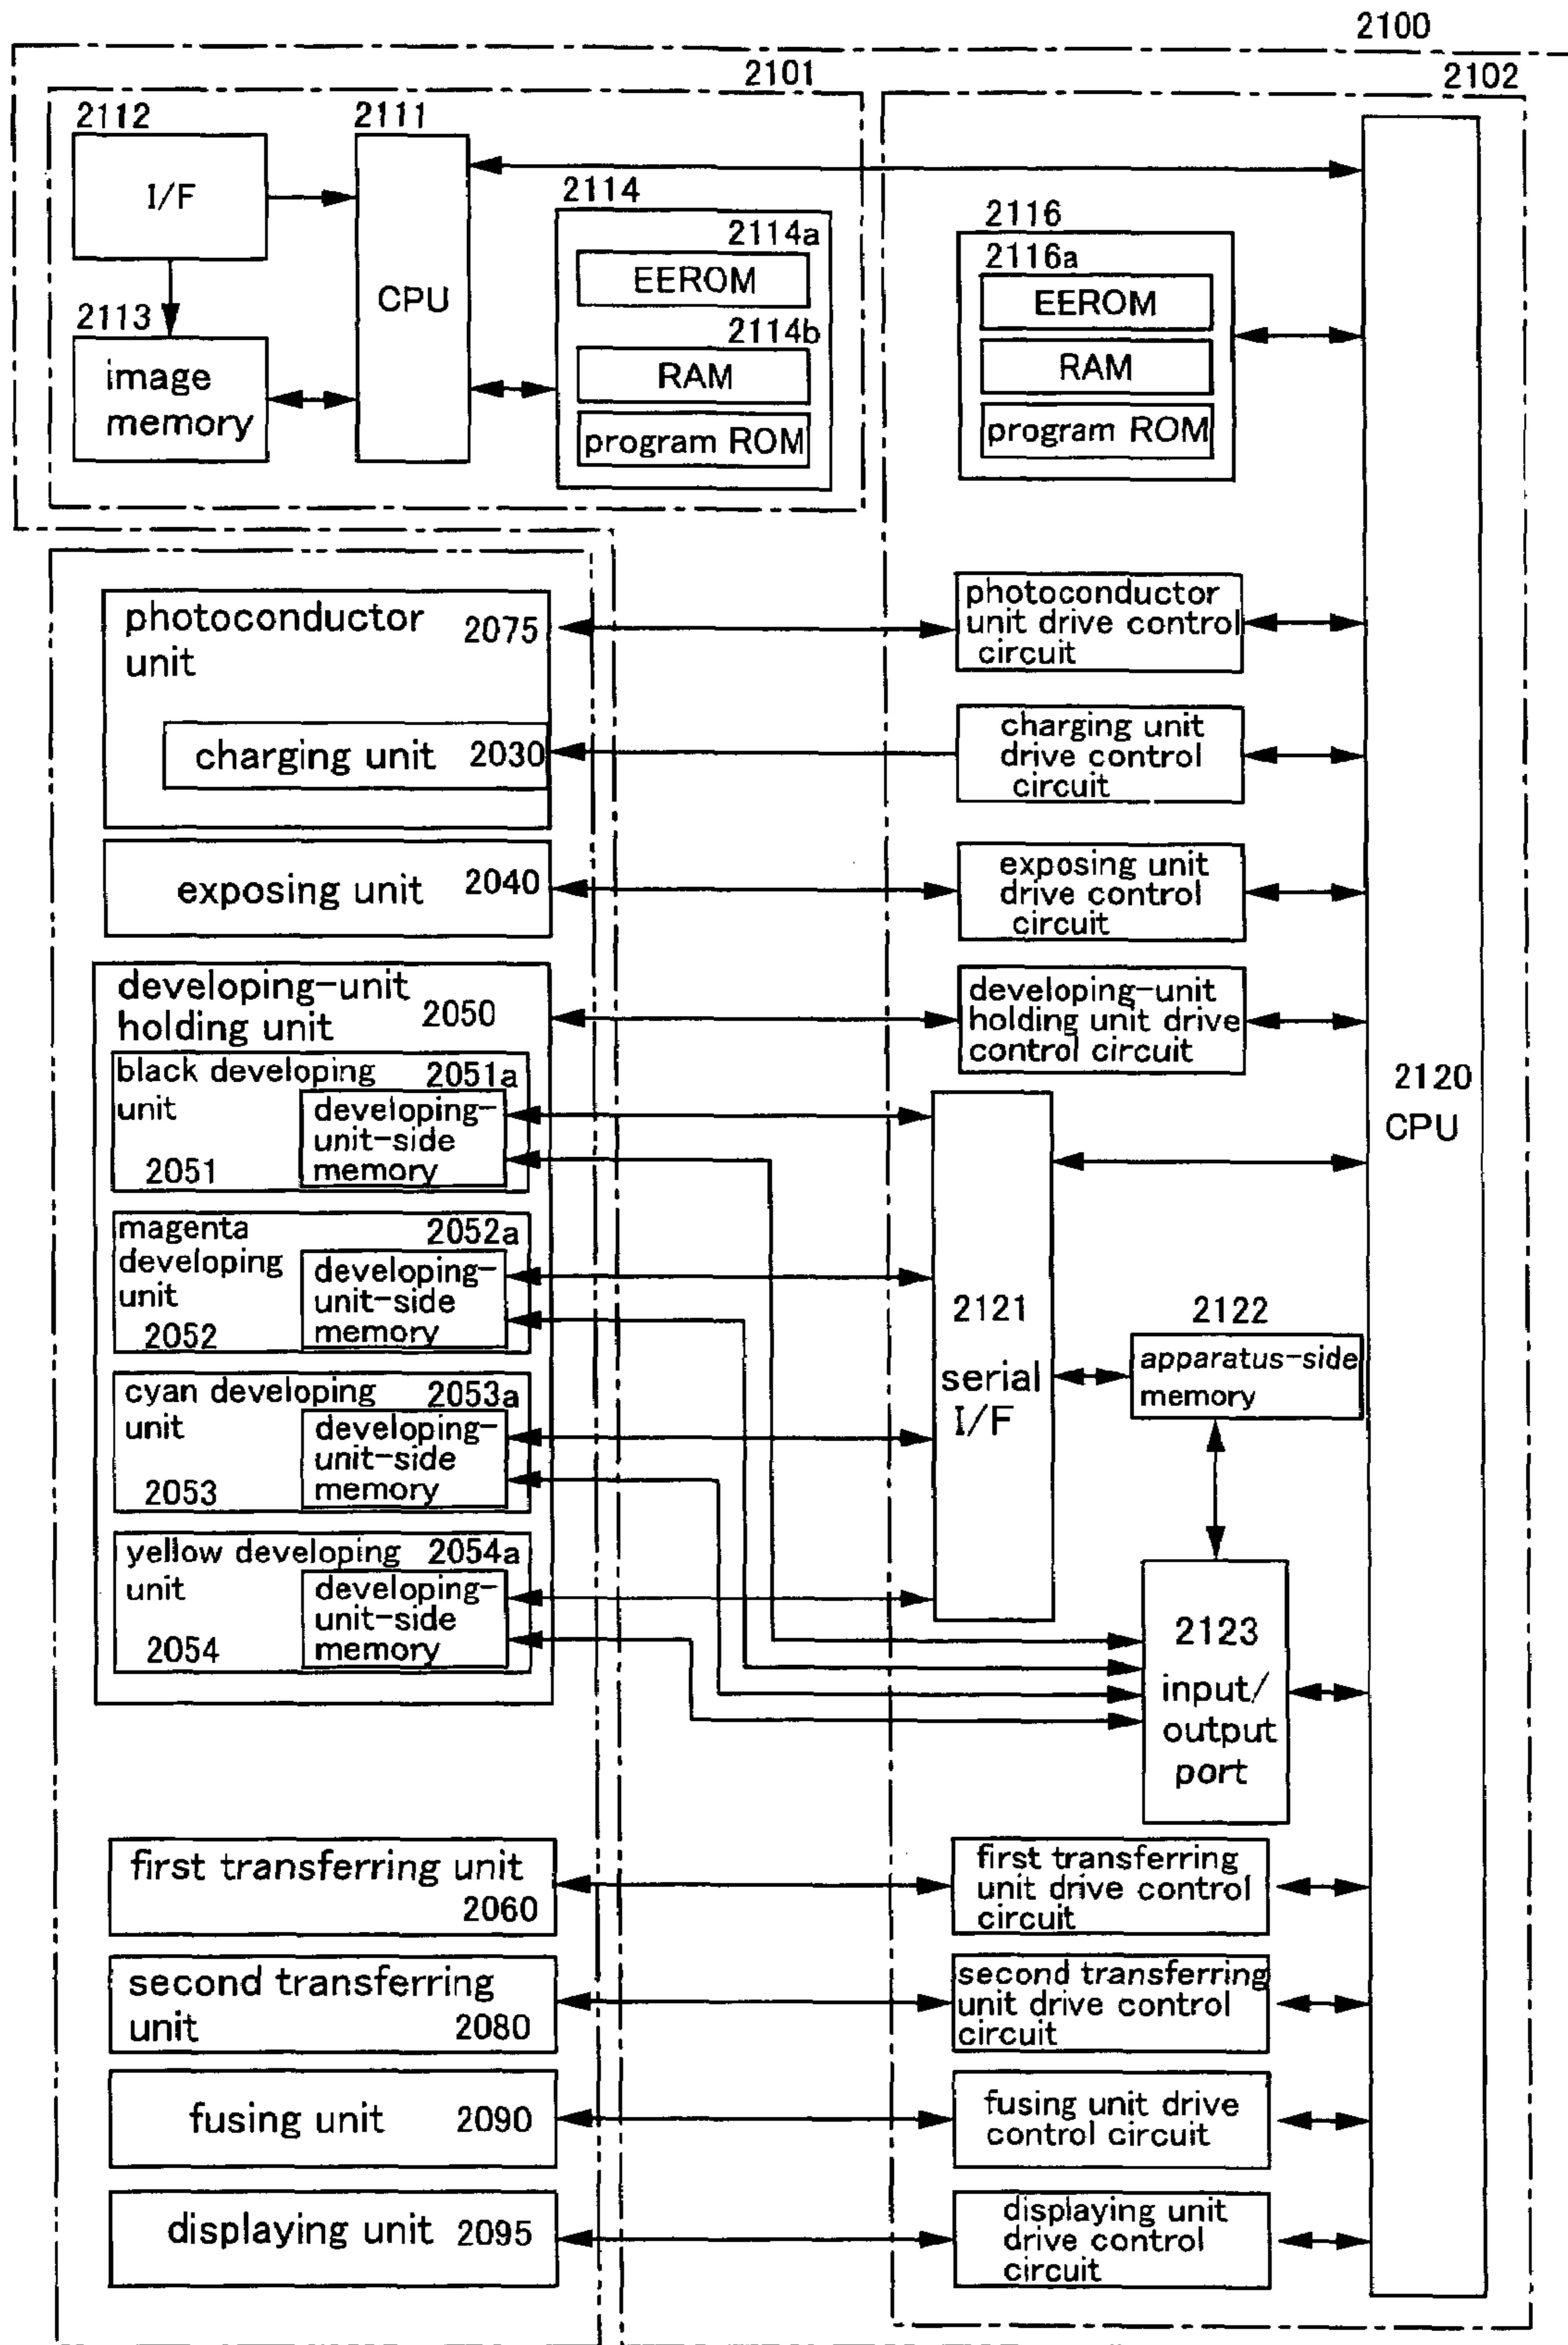 2100
2101
2102
2112
2111
I/F
CPU
2113
image
memory
2114
2114a
EEROM
2114b
RAM
program ROM
2116
2116a
EEROM
RAM
program ROM
photoconductor
unit
2075
charging unit 2030
photoconductor
unit drive control
circuit
charging unit
drive control
circuit
exposing unit 2040
exposing unit
drive control
circuit
developing-unit
holding unit 2050
developing-unit
holding unit drive
control circuit
black developing
unit
2051
2051a
developing-
unit-side
memory
magenta
developing
unit
2052
2052a
developing-
unit-side
memory
cyan developing
unit
2053
2053a
developing-
unit-side
memory
yellow developing
unit
2054
2054a
developing-
unit-side
memory
2120
CPU
2121
serial
I/F
2122
apparatus-side
memory
2123
input/
output
port
first transferring unit
2060
first transferring
unit drive control
circuit
second transferring
unit 2080
second transferring
unit drive control
circuit
fusing unit 2090
fusing unit drive
control circuit
displaying unit 2095
displaying unit
drive control
circuit